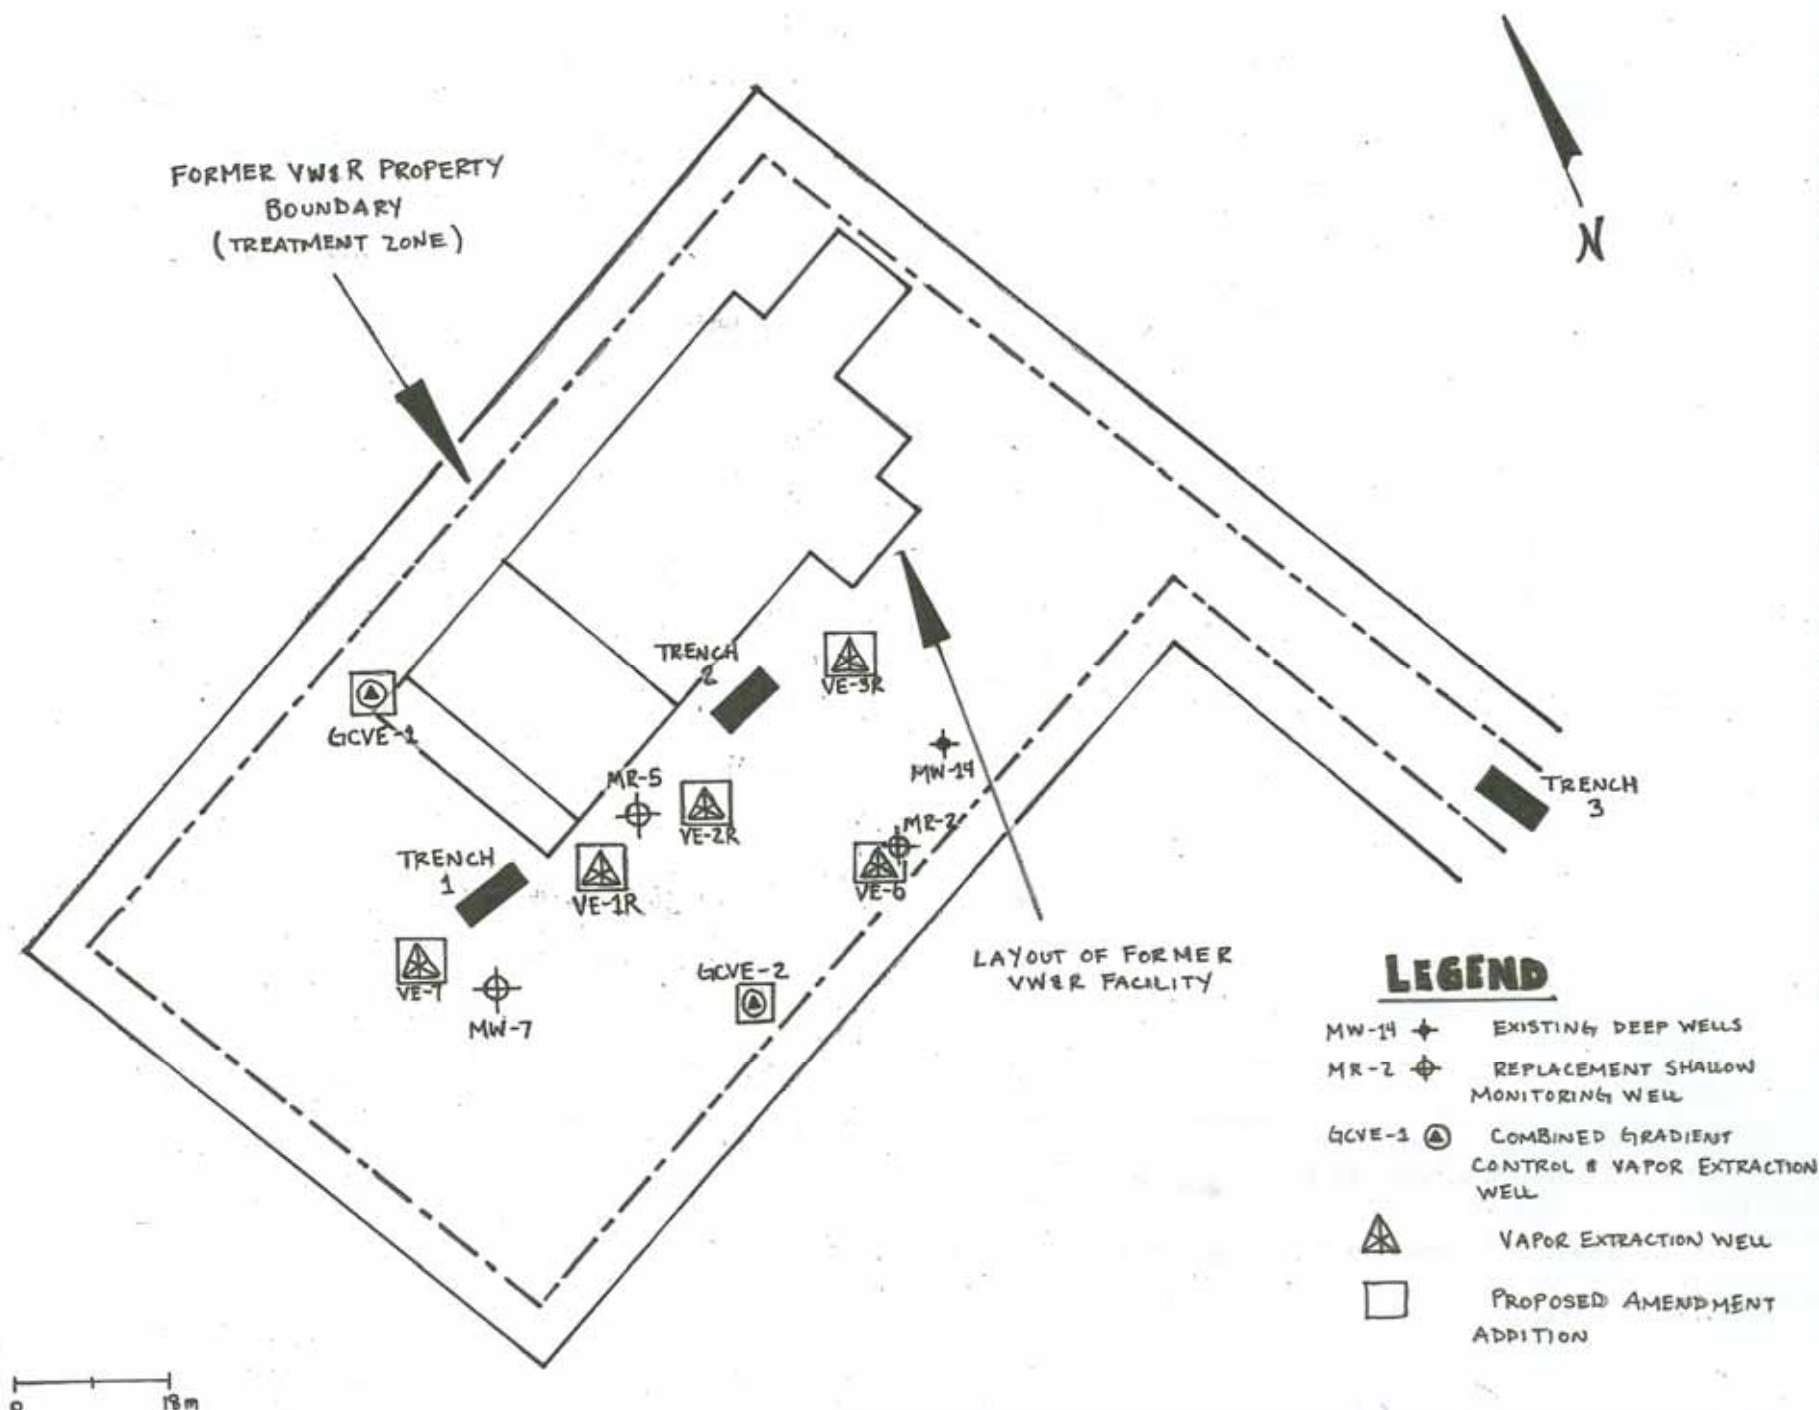 FORMER VW&R PROPERTY
BOUNDARY
(TREATMENT ZONE)
N
TRENCH
2
VE-3R
GCVE-1
MW-14
MR-5
VE-2R
MR-2
TRENCH
3
TRENCH
1
VE-1R
VE-6
VE-7
MW-7
GCVE-2
LAYOUT OF FORMER
VW&R FACILITY
LEGEND
MW-14 EXISTING DEEP WELLS
MR-2 REPLACEMENT SHALLOW
MONITORING WELL
GCVE-1 COMBINED GRADIENT
CONTROL & VAPOR EXTRACTION
WELL
VAPOR EXTRACTION WELL
PROPOSED AMENDMENT
ADDITION
0 18m